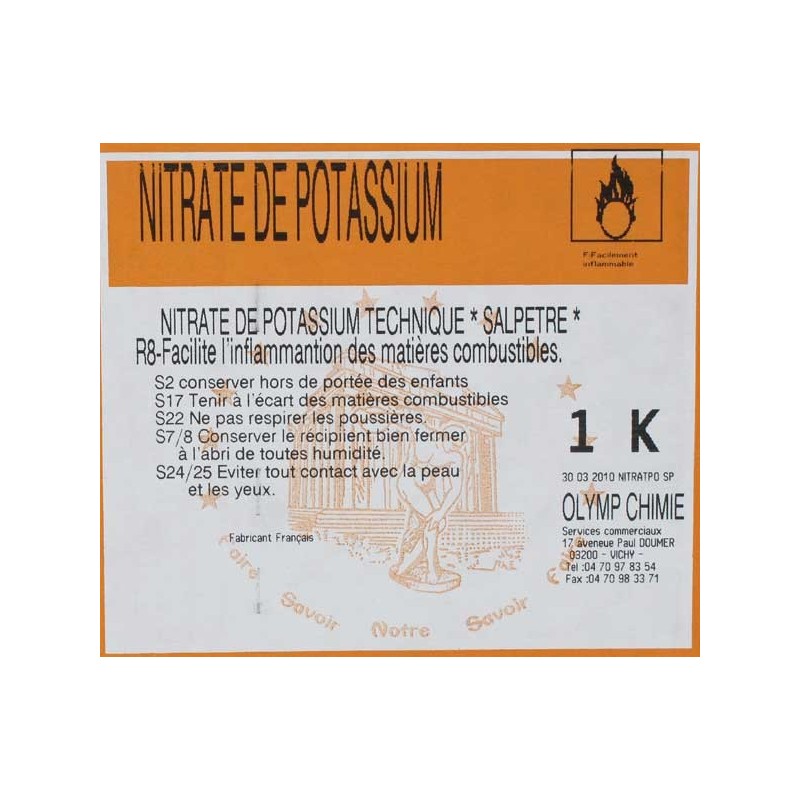 NITRATE DE POTASSIUM
F:Facilement
inflammable
NITRATE DE POTASSIUM TECHNIQUE * SALPETRE *
R8-Facilite l'inflammantion des matières combustibles.
S2 conserver hors de portée des enfants
S17 Tenir à l'écart des matières combustibles
S22 Ne pas respirer les poussières.
S7/8 Conserver le récipiient bien fermer
à l'abri de toutes humidité.
S24/25 Eviter tout contact avec la peau
et les yeux.
1 K
30 03 2010 NITRATPO SP
OLYMP CHIMIE
Services commerciaux
17 aveneue Paul DOUMER
03200 - VICHY -
Tel :04 70 97 83 54
Fax :04 70 98 33 71
Fabricant Français
Faire Savoir Notre Savoir Faire